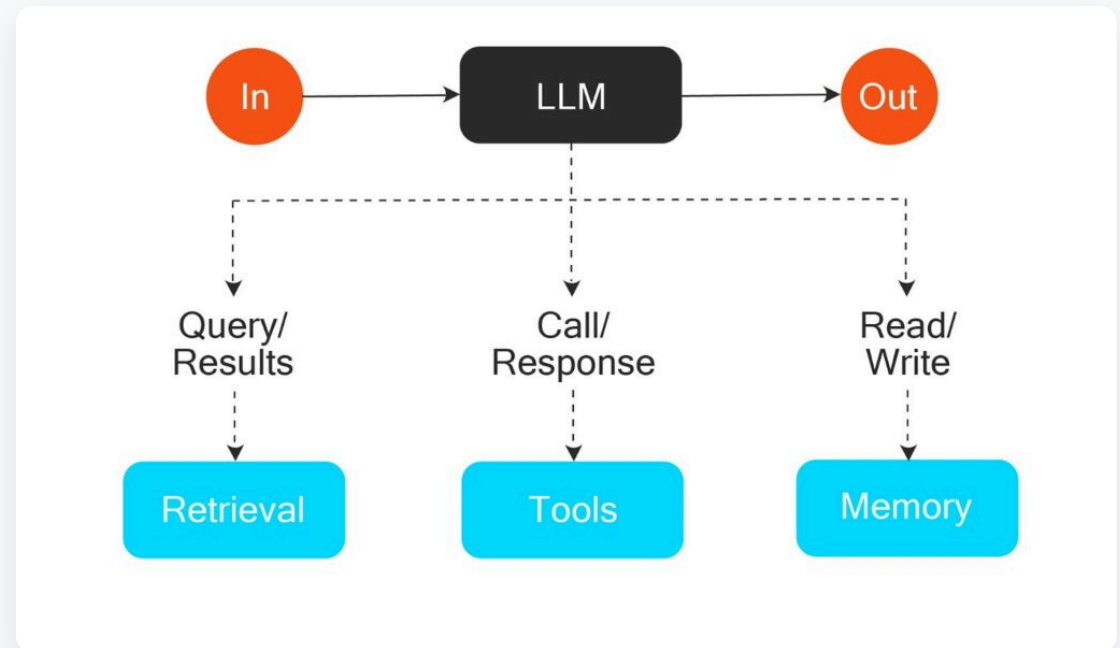 In
LLM
Out
Query/
Results
Call/
Response
Read/
Write
Retrieval
Tools
Memory